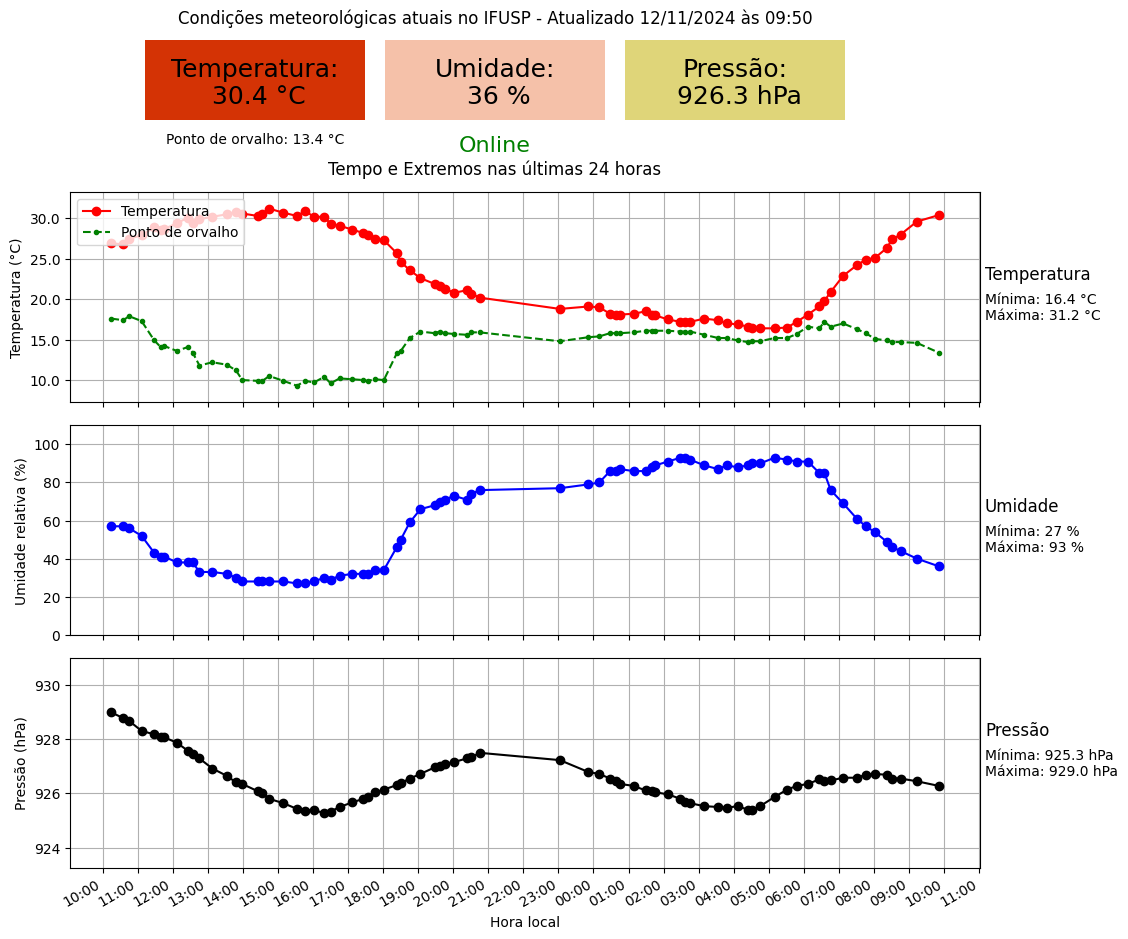 Condições meteorológicas atuais no IFUSP - Atualizado 12/11/2024 às 09:50
Temperatura:
30.4 °C
Umidade:
36 %
Pressão:
926.3 hPa
Ponto de orvalho: 13.4 °C
Online
Tempo e Extremos nas últimas 24 horas
Temperatura (°C)
30.0
25.0
20.0
15.0
10.0
Temperatura
Ponto de orvalho
Temperatura
Mínima: 16.4 °C
Máxima: 31.2 °C
Umidade relativa (%)
100
80
60
40
20
0
Umidade
Mínima: 27 %
Máxima: 93 %
Pressão (hPa)
930
928
926
924
Pressão
Mínima: 925.3 hPa
Máxima: 929.0 hPa
10:00 11:00 12:00 13:00 14:00 15:00 16:00 17:00 18:00 19:00 20:00 21:00 22:00 23:00 00:00 01:00 02:00 03:00 04:00 05:00 06:00 07:00 08:00 09:00 10:00 11:00
Hora local